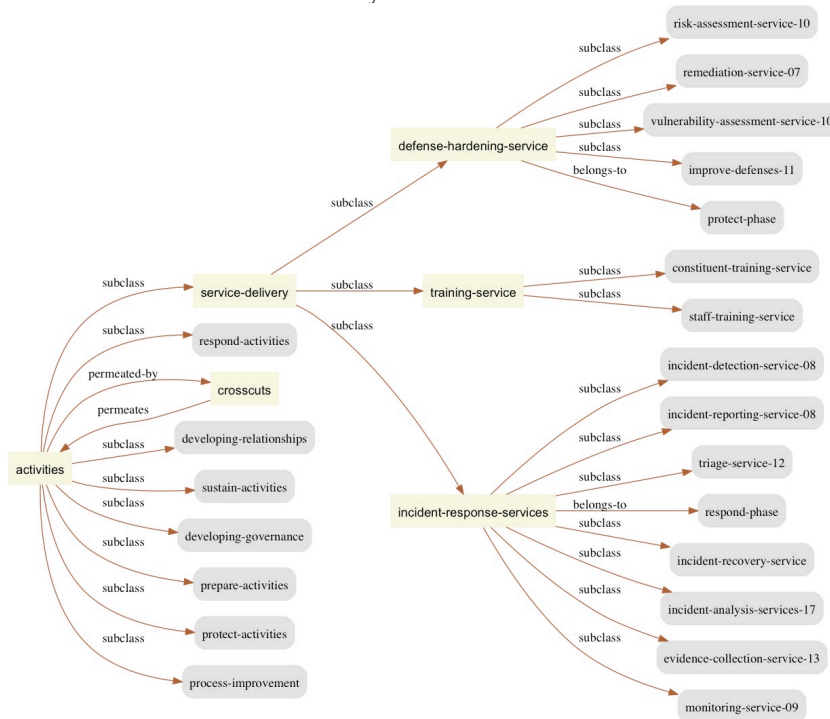 risk-assessment-service-10
subclass
remediation-service-07
subclass
vulnerability-assessment-service-10
subclass
defense-hardening-service
subclass
improve-defenses-11
belongs-to
protect-phase
subclass
subclass
constituent-training-service
subclass
service-delivery
subclass
training-service
subclass
staff-training-service
subclass
respond-activities
subclass
incident-detection-service-08
permeated-by
crosscuts
subclass
permeates
incident-reporting-service-08
developing-relationships
subclass
subclass
triage-service-12
activities
subclass
subclass
sustain-activities
incident-response-services
belongs-to
respond-phase
subclass
developing-governance
subclass
incident-recovery-service
subclass
prepare-activities
subclass
incident-analysis-services-17
subclass
protect-activities
subclass
evidence-collection-service-13
subclass
process-improvement
subclass
monitoring-service-09